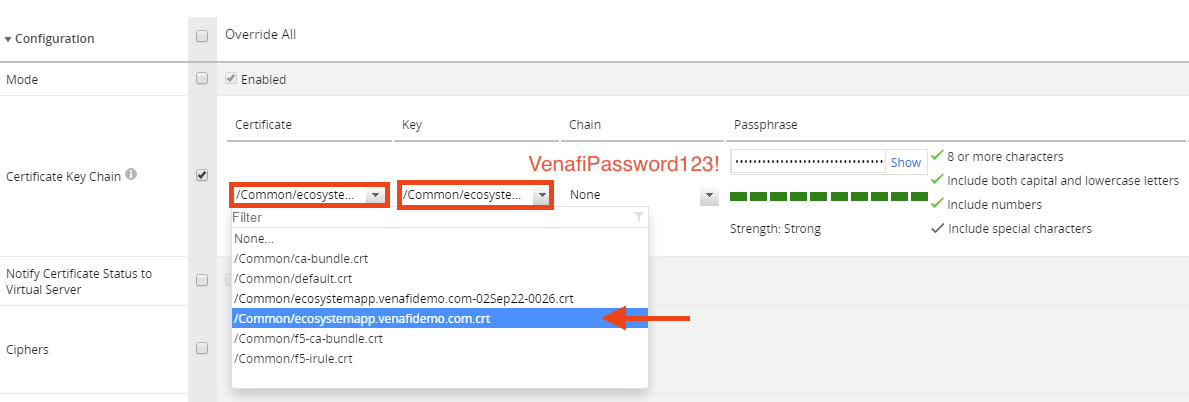 Configuration
Override All
Mode
Enabled
Certificate Key Chain
Certificate
Key
Chain
Passphrase
VenafiPassword123!
•••••••••••••••••••••••••••••••••
Show
/Common/ecosyste...
/Common/ecosyste...
None
8 or more characters
Include both capital and lowercase letters
Include numbers
Include special characters
Strength: Strong
Filter
None...
/Common/ca-bundle.crt
/Common/default.crt
/Common/ecosystemapp.venafidemo.com-02Sep22-0026.crt
/Common/ecosystemapp.venafidemo.com.crt
/Common/f5-ca-bundle.crt
/Common/f5-irule.crt
Notify Certificate Status to
Virtual Server
Ciphers